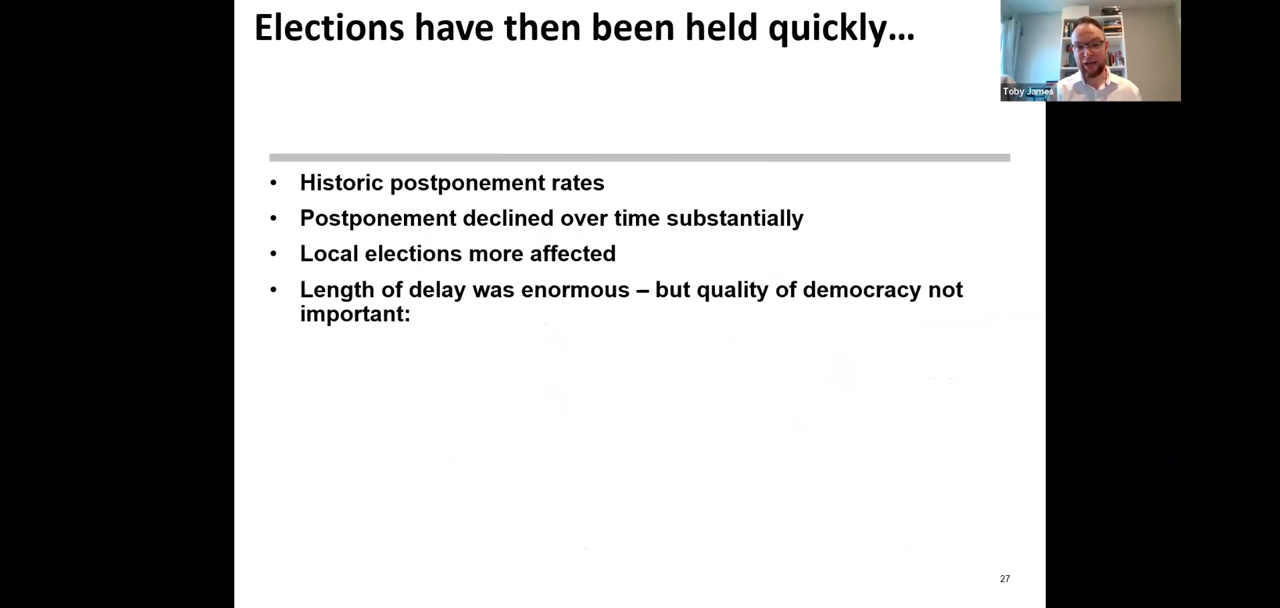 Elections have then been held quickly…
Toby James
• Historic postponement rates
• Postponement declined over time substantially
• Local elections more affected
• Length of delay was enormous – but quality of democracy not
important:
27